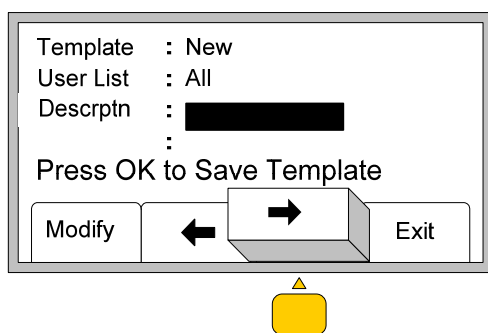 Template : New
User List : All
Descrptn :
:
Press OK to Save Template
Modify ← → Exit